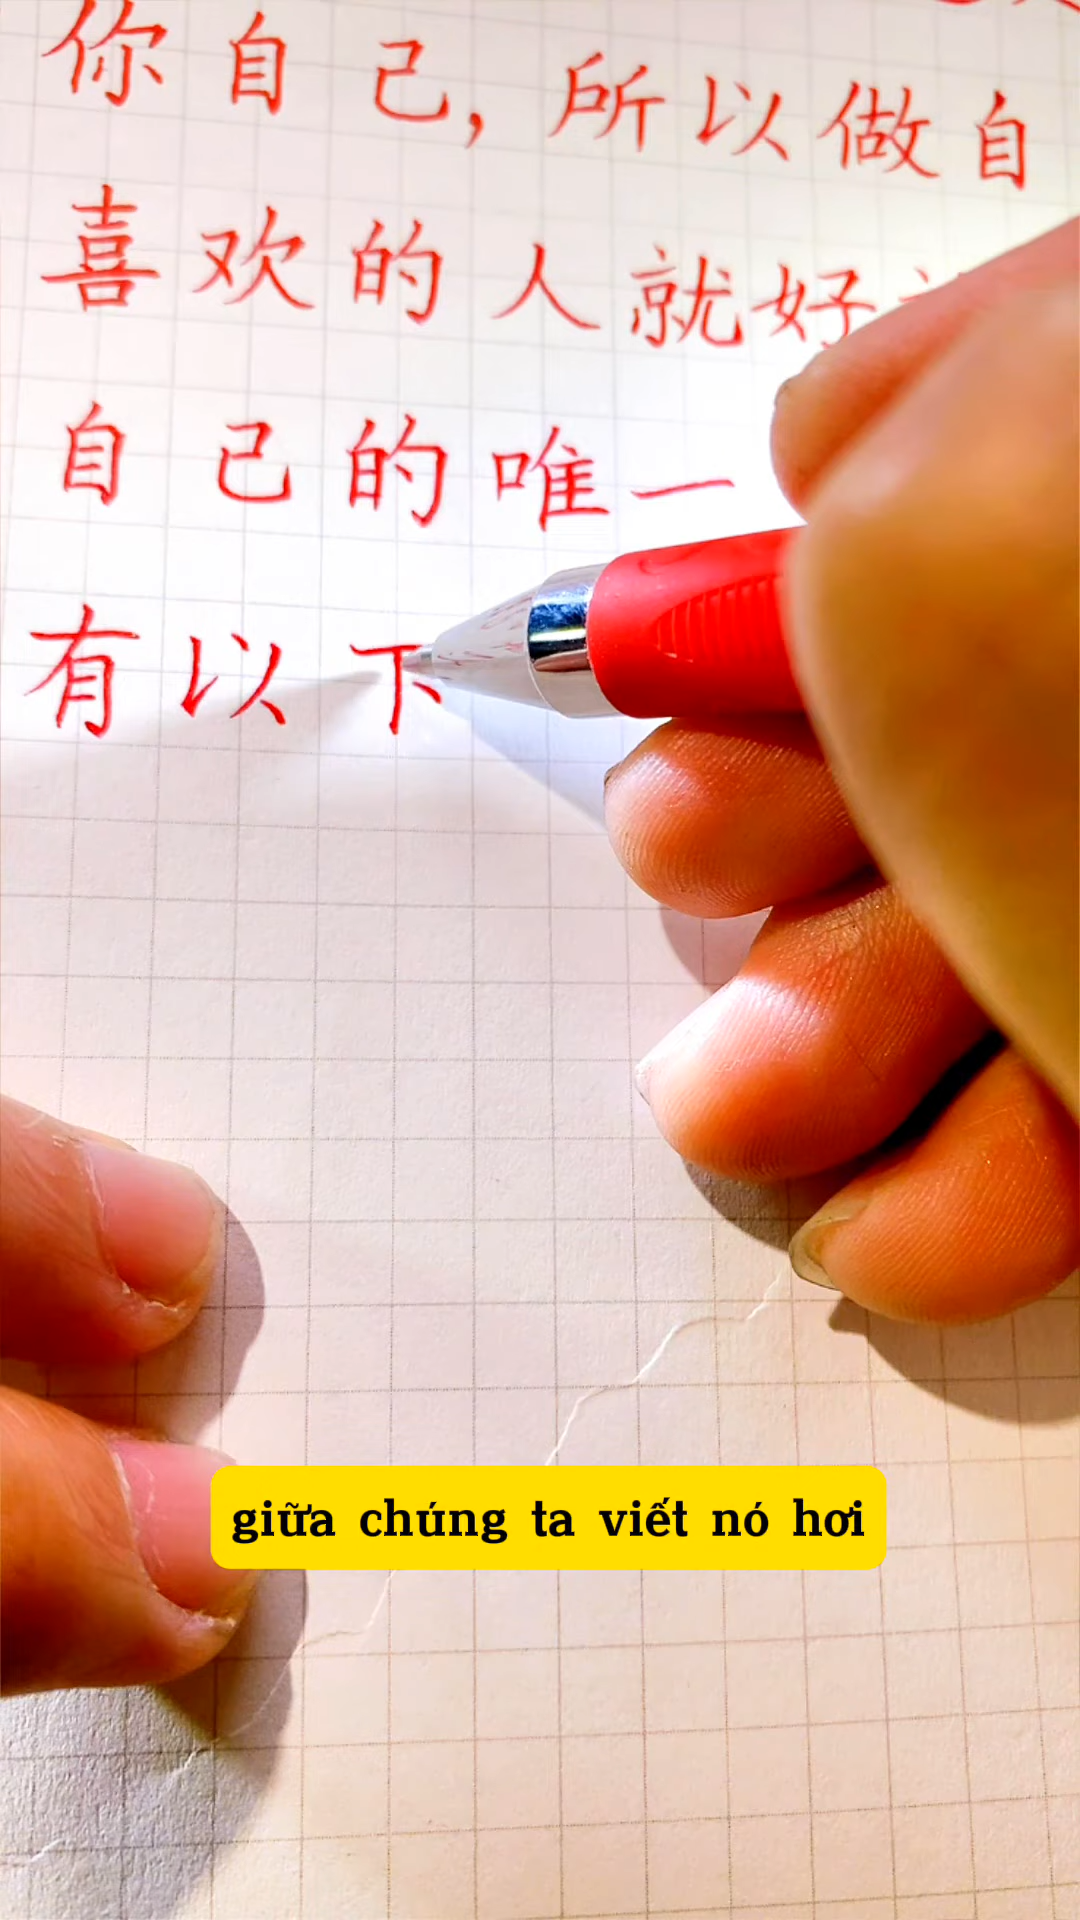 你自己,所以做自
喜欢的人就好
自己的唯一
有以下
giữa chúng ta viết nó hơi